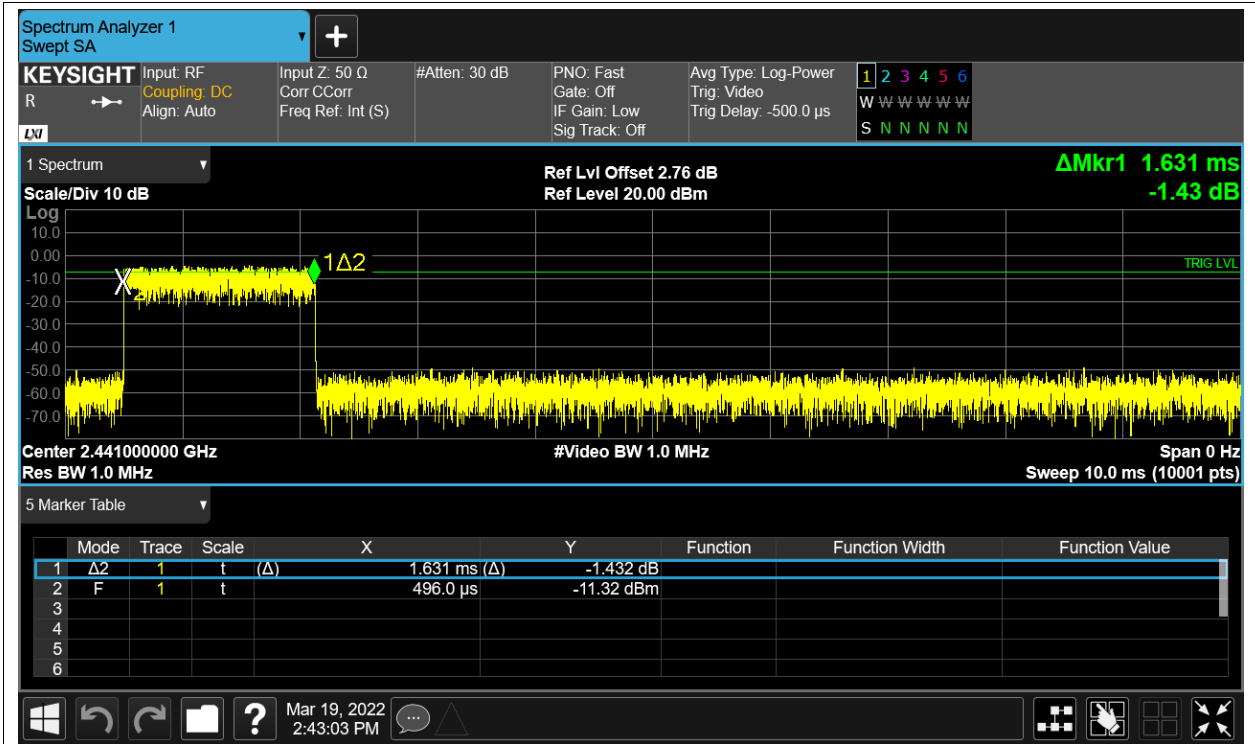 Spectrum Analyzer 1
Swept SA
KEYSIGHT Input: RF Input Z: 50 Ω #Atten: 30 dB PNO: Fast Avg Type: Log-Power 1 2 3 4 5 6
R Coupling: DC Corr CCorr Gate: Off Trig: Video W W W W W W
Align: Auto Freq Ref: Int (S) IF Gain: Low Trig Delay: -500.0 µs
LXI Sig Track: Off S N N N N N
1 Spectrum Ref Lvl Offset 2.76 dB ΔMkr1 1.631 ms
Scale/Div 10 dB Ref Level 20.00 dBm -1.43 dB
Log
10.0
0.00 1Δ2 TRIG LVL
-10.0
-20.0
-30.0
-40.0
-50.0
-60.0
-70.0
Center 2.441000000 GHz #Video BW 1.0 MHz Span 0 Hz
Res BW 1.0 MHz Sweep 10.0 ms (10001 pts)
5 Marker Table
Mode Trace Scale X Y Function Function Width Function Value
1 Δ2 1 t (Δ) 1.631 ms (Δ) -1.432 dB
2 F 1 t 496.0 µs -11.32 dBm
3
4
5
6
? Mar 19, 2022
2:43:03 PM